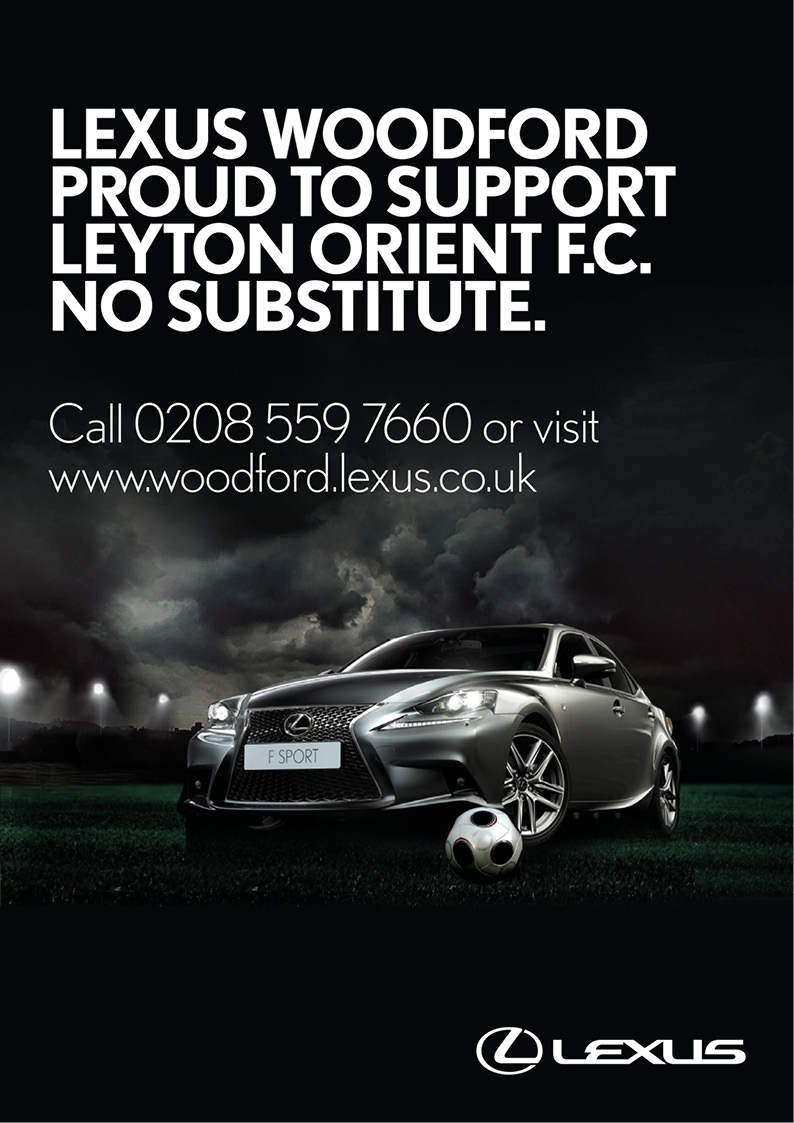 LEXUS WOODFORD
PROUD TO SUPPORT
LEYTON ORIENT F.C.
NO SUBSTITUTE.
Call 0208 559 7660 or visit
www.woodford.lexus.co.uk
F SPORT
LEXUS